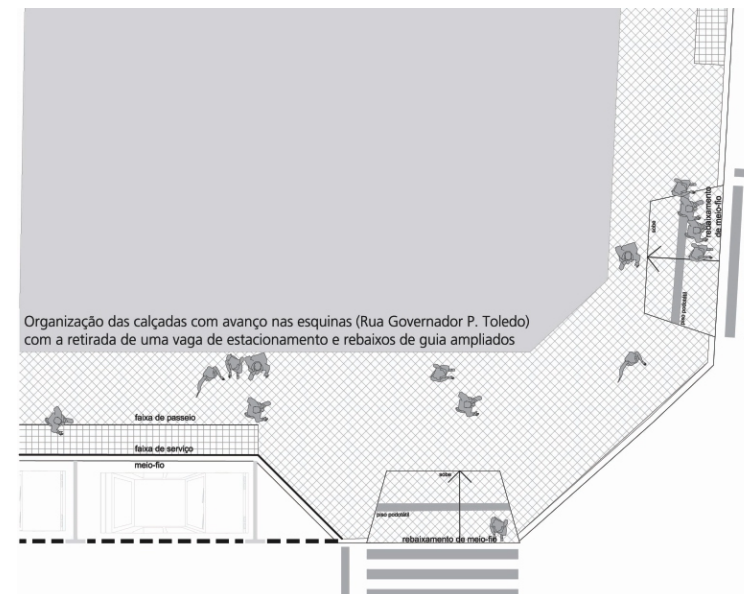 sobe
rebaixamento
de meio-fio
piso podotátil
Organização das calçadas com avanço nas esquinas (Rua Governador P. Toledo)
com a retirada de uma vaga de estacionamento e rebaixos de guia ampliados
faixa de passeio
faixa de serviço
meio-fio
sobe
piso podotátil
rebaixamento de meio-fio